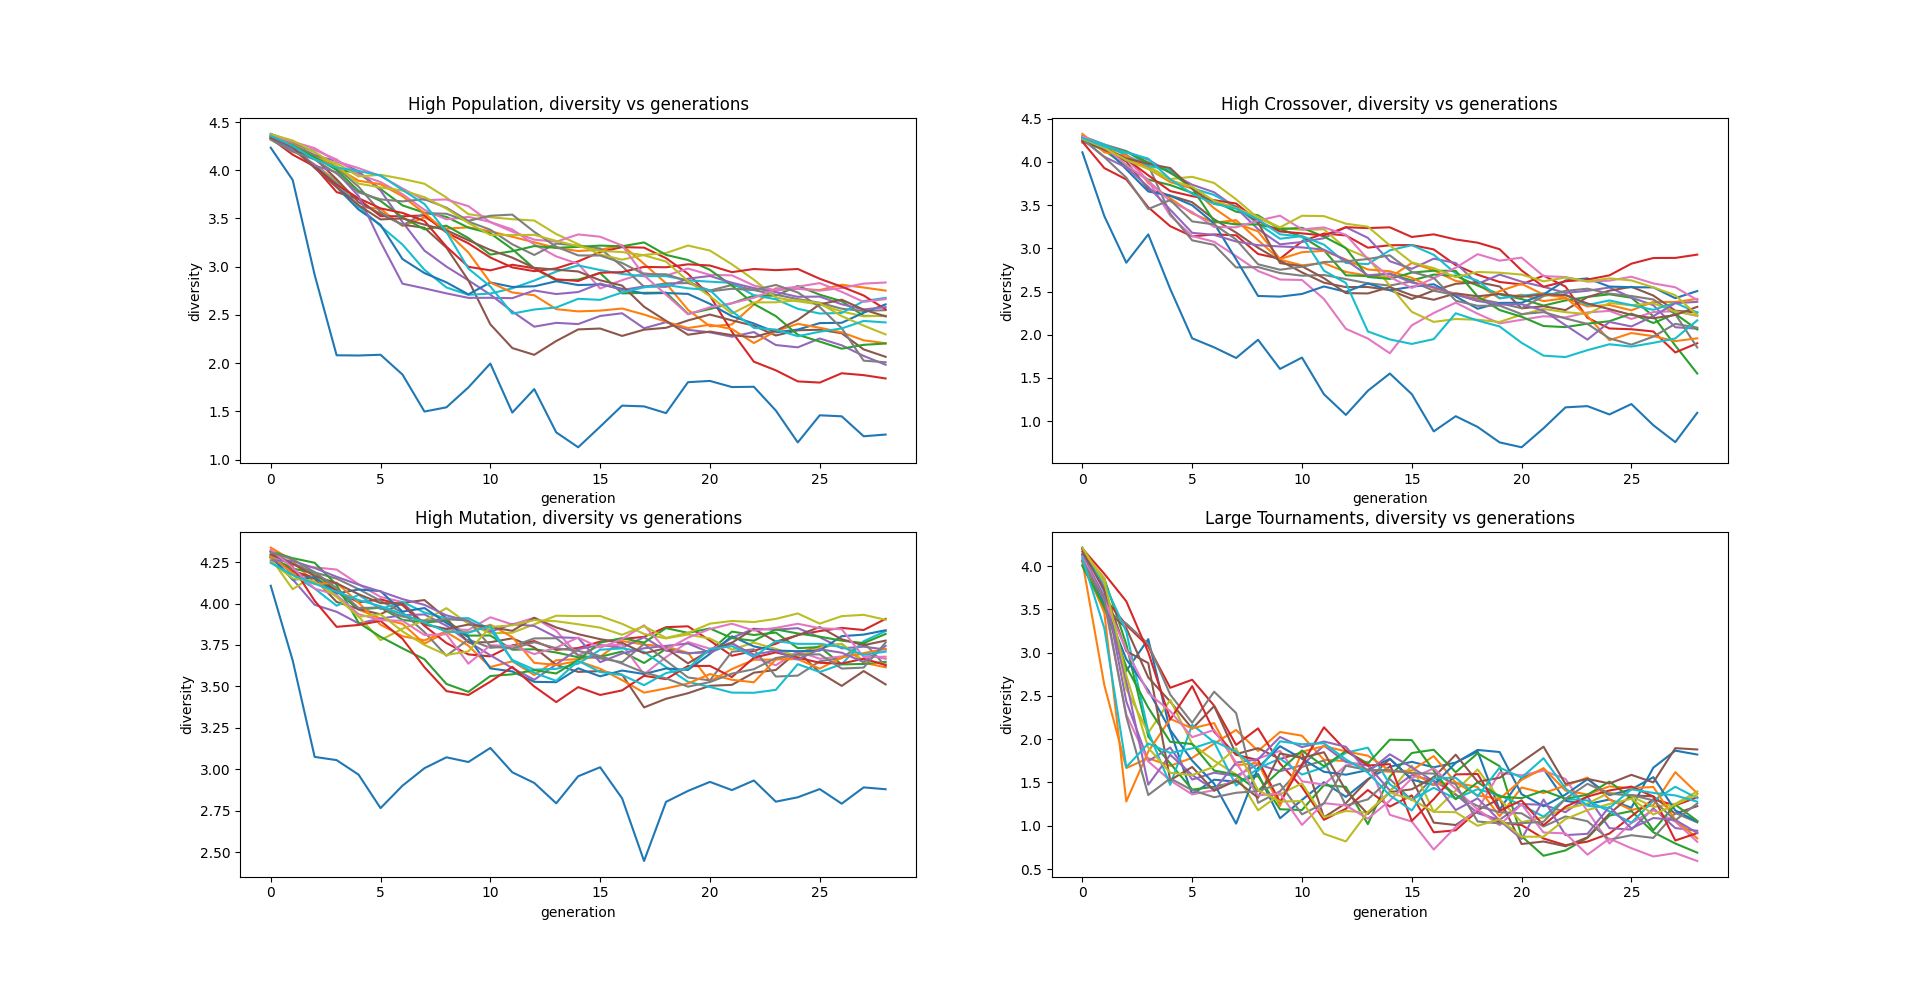 High Population, diversity vs generations
4.5
4.0
3.5
3.0
2.5
2.0
1.5
1.0
diversity
0 5 10 15 20 25
generation
High Crossover, diversity vs generations
4.5
4.0
3.5
3.0
2.5
2.0
1.5
1.0
diversity
0 5 10 15 20 25
generation
High Mutation, diversity vs generations
4.25
4.00
3.75
3.50
3.25
3.00
2.75
2.50
diversity
0 5 10 15 20 25
generation
Large Tournaments, diversity vs generations
4.0
3.5
3.0
2.5
2.0
1.5
1.0
0.5
diversity
0 5 10 15 20 25
generation